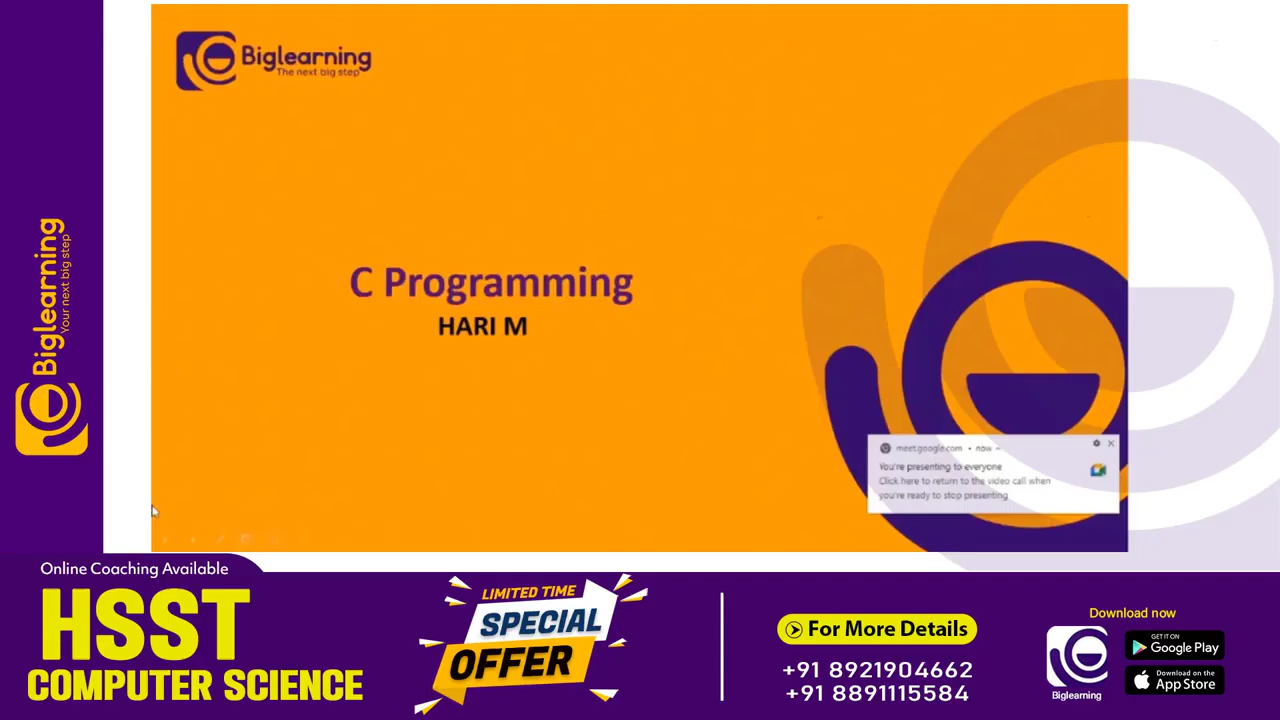 Biglearning
The next big step
C Programming
HARI M
meet.google.com • now
You're presenting to everyone
Click here to return to the video call when
you're ready to stop presenting
Biglearning
Your next big step
Online Coaching Available
HSST
COMPUTER SCIENCE
LIMITED TIME
SPECIAL
OFFER
For More Details
+91 8921904662
+91 8891115584
Download now
Biglearning
GET IT ON
Google Play
Download on the
App Store